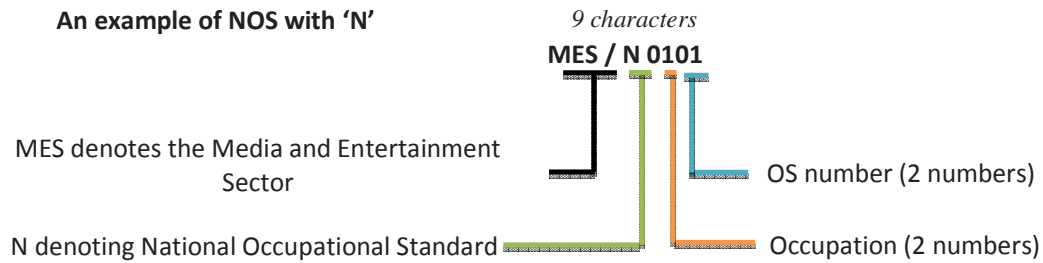 An example of NOS with ‘N’
9 characters
MES / N 0101
MES denotes the Media and Entertainment
Sector
OS number (2 numbers)
N denoting National Occupational Standard
Occupation (2 numbers)